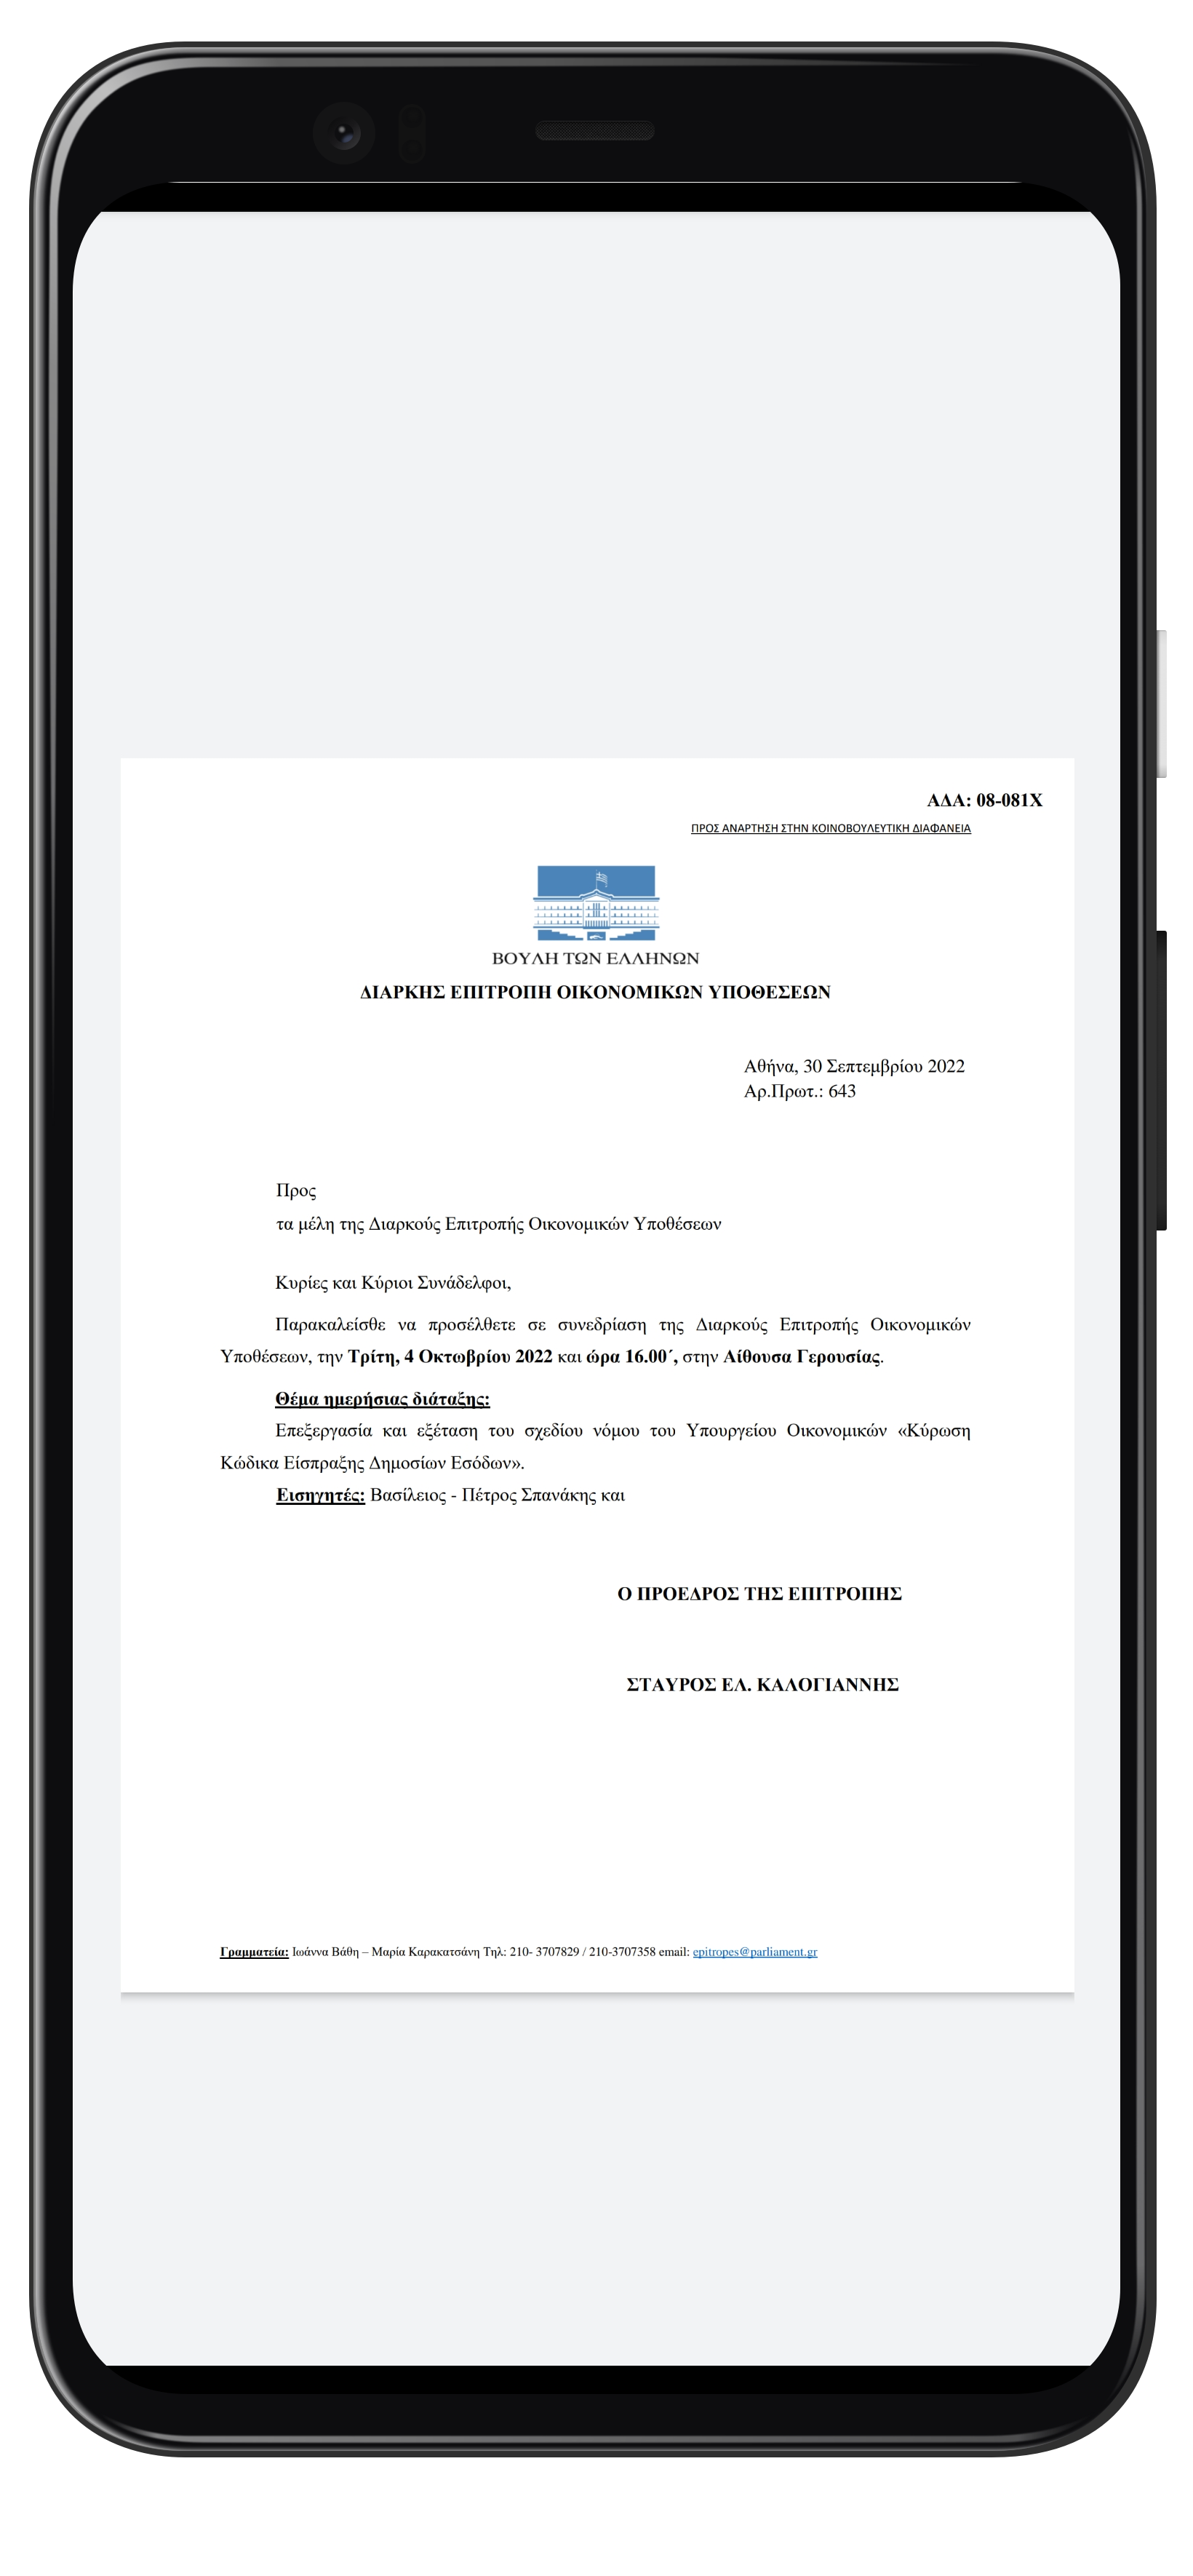 ΑΔΑ: 08-081Χ
ΠΡΟΣ ΑΝΑΡΤΗΣΗ ΣΤΗΝ ΚΟΙΝΟΒΟΥΛΕΥΤΙΚΗ ΔΙΑΦΑΝΕΙΑ
ΒΟΥΛΗ ΤΩΝ ΕΛΛΗΝΩΝ
ΔΙΑΡΚΗΣ ΕΠΙΤΡΟΠΗ ΟΙΚΟΝΟΜΙΚΩΝ ΥΠΟΘΕΣΕΩΝ
Αθήνα, 30 Σεπτεμβρίου 2022
Αρ.Πρωτ.: 643
Προς
τα μέλη της Διαρκούς Επιτροπής Οικονομικών Υποθέσεων
Κυρίες και Κύριοι Συνάδελφοι,
Παρακαλείσθε να προσέλθετε σε συνεδρίαση της Διαρκούς Επιτροπής Οικονομικών
Υποθέσεων, την Τρίτη, 4 Οκτωβρίου 2022 και ώρα 16.00΄, στην Αίθουσα Γερουσίας.
Θέμα ημερήσιας διάταξης:
Επεξεργασία και εξέταση του σχεδίου νόμου του Υπουργείου Οικονομικών «Κύρωση
Κώδικα Είσπραξης Δημοσίων Εσόδων».
Εισηγητές: Βασίλειος - Πέτρος Σπανάκης και
Ο ΠΡΟΕΔΡΟΣ ΤΗΣ ΕΠΙΤΡΟΠΗΣ
ΣΤΑΥΡΟΣ ΕΛ. ΚΑΛΟΓΙΑΝΝΗΣ
Γραμματεία: Ιωάννα Βάθη – Μαρία Καρακατσάνη Τηλ: 210- 3707829 / 210-3707358 email: epitropes@parliament.gr